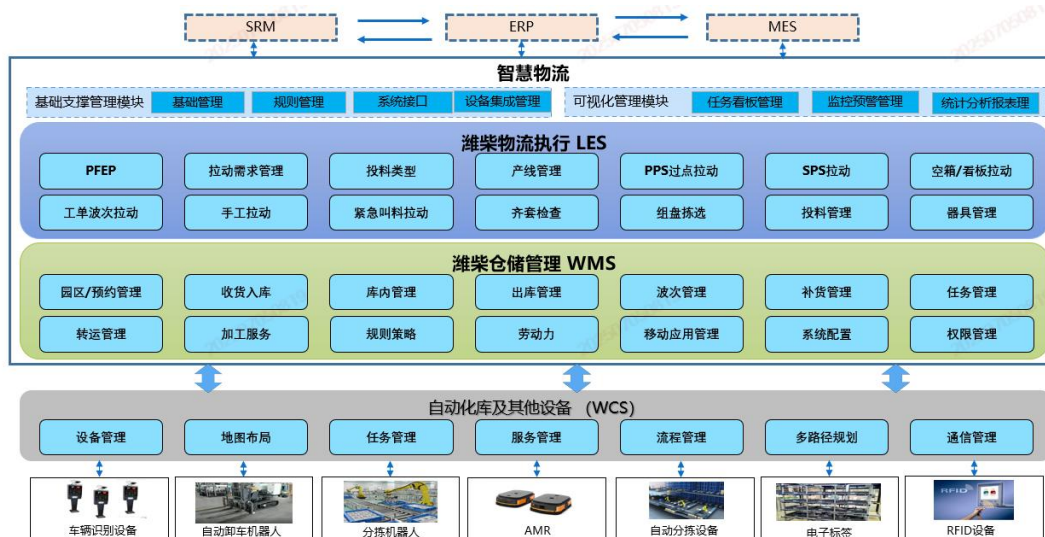 SRM ERP MES
智慧物流
基础支撑管理模块 基础管理 规则管理 系统接口 设备集成管理 可视化管理模块 任务看板管理 监控预警管理 统计分析报表理
潍柴物流执行 LES
PFEP 拉动需求管理 投料类型 产线管理 PPS过点拉动 SPS拉动 空箱/看板拉动
工单波次拉动 手工拉动 紧急叫料拉动 齐套检查 组盘拣选 投料管理 器具管理
潍柴仓储管理 WMS
园区/预约管理 收货入库 库内管理 出库管理 波次管理 补货管理 任务管理
转运管理 加工服务 规则策略 劳动力 移动应用管理 系统配置 权限管理
自动化库及其他设备 (WCS)
设备管理 地图布局 任务管理 服务管理 流程管理 多路径规划 通信管理
RFID
车辆识别设备 自动卸车机器人 分拣机器人 AMR 自动分拣设备 电子标签 RFID设备